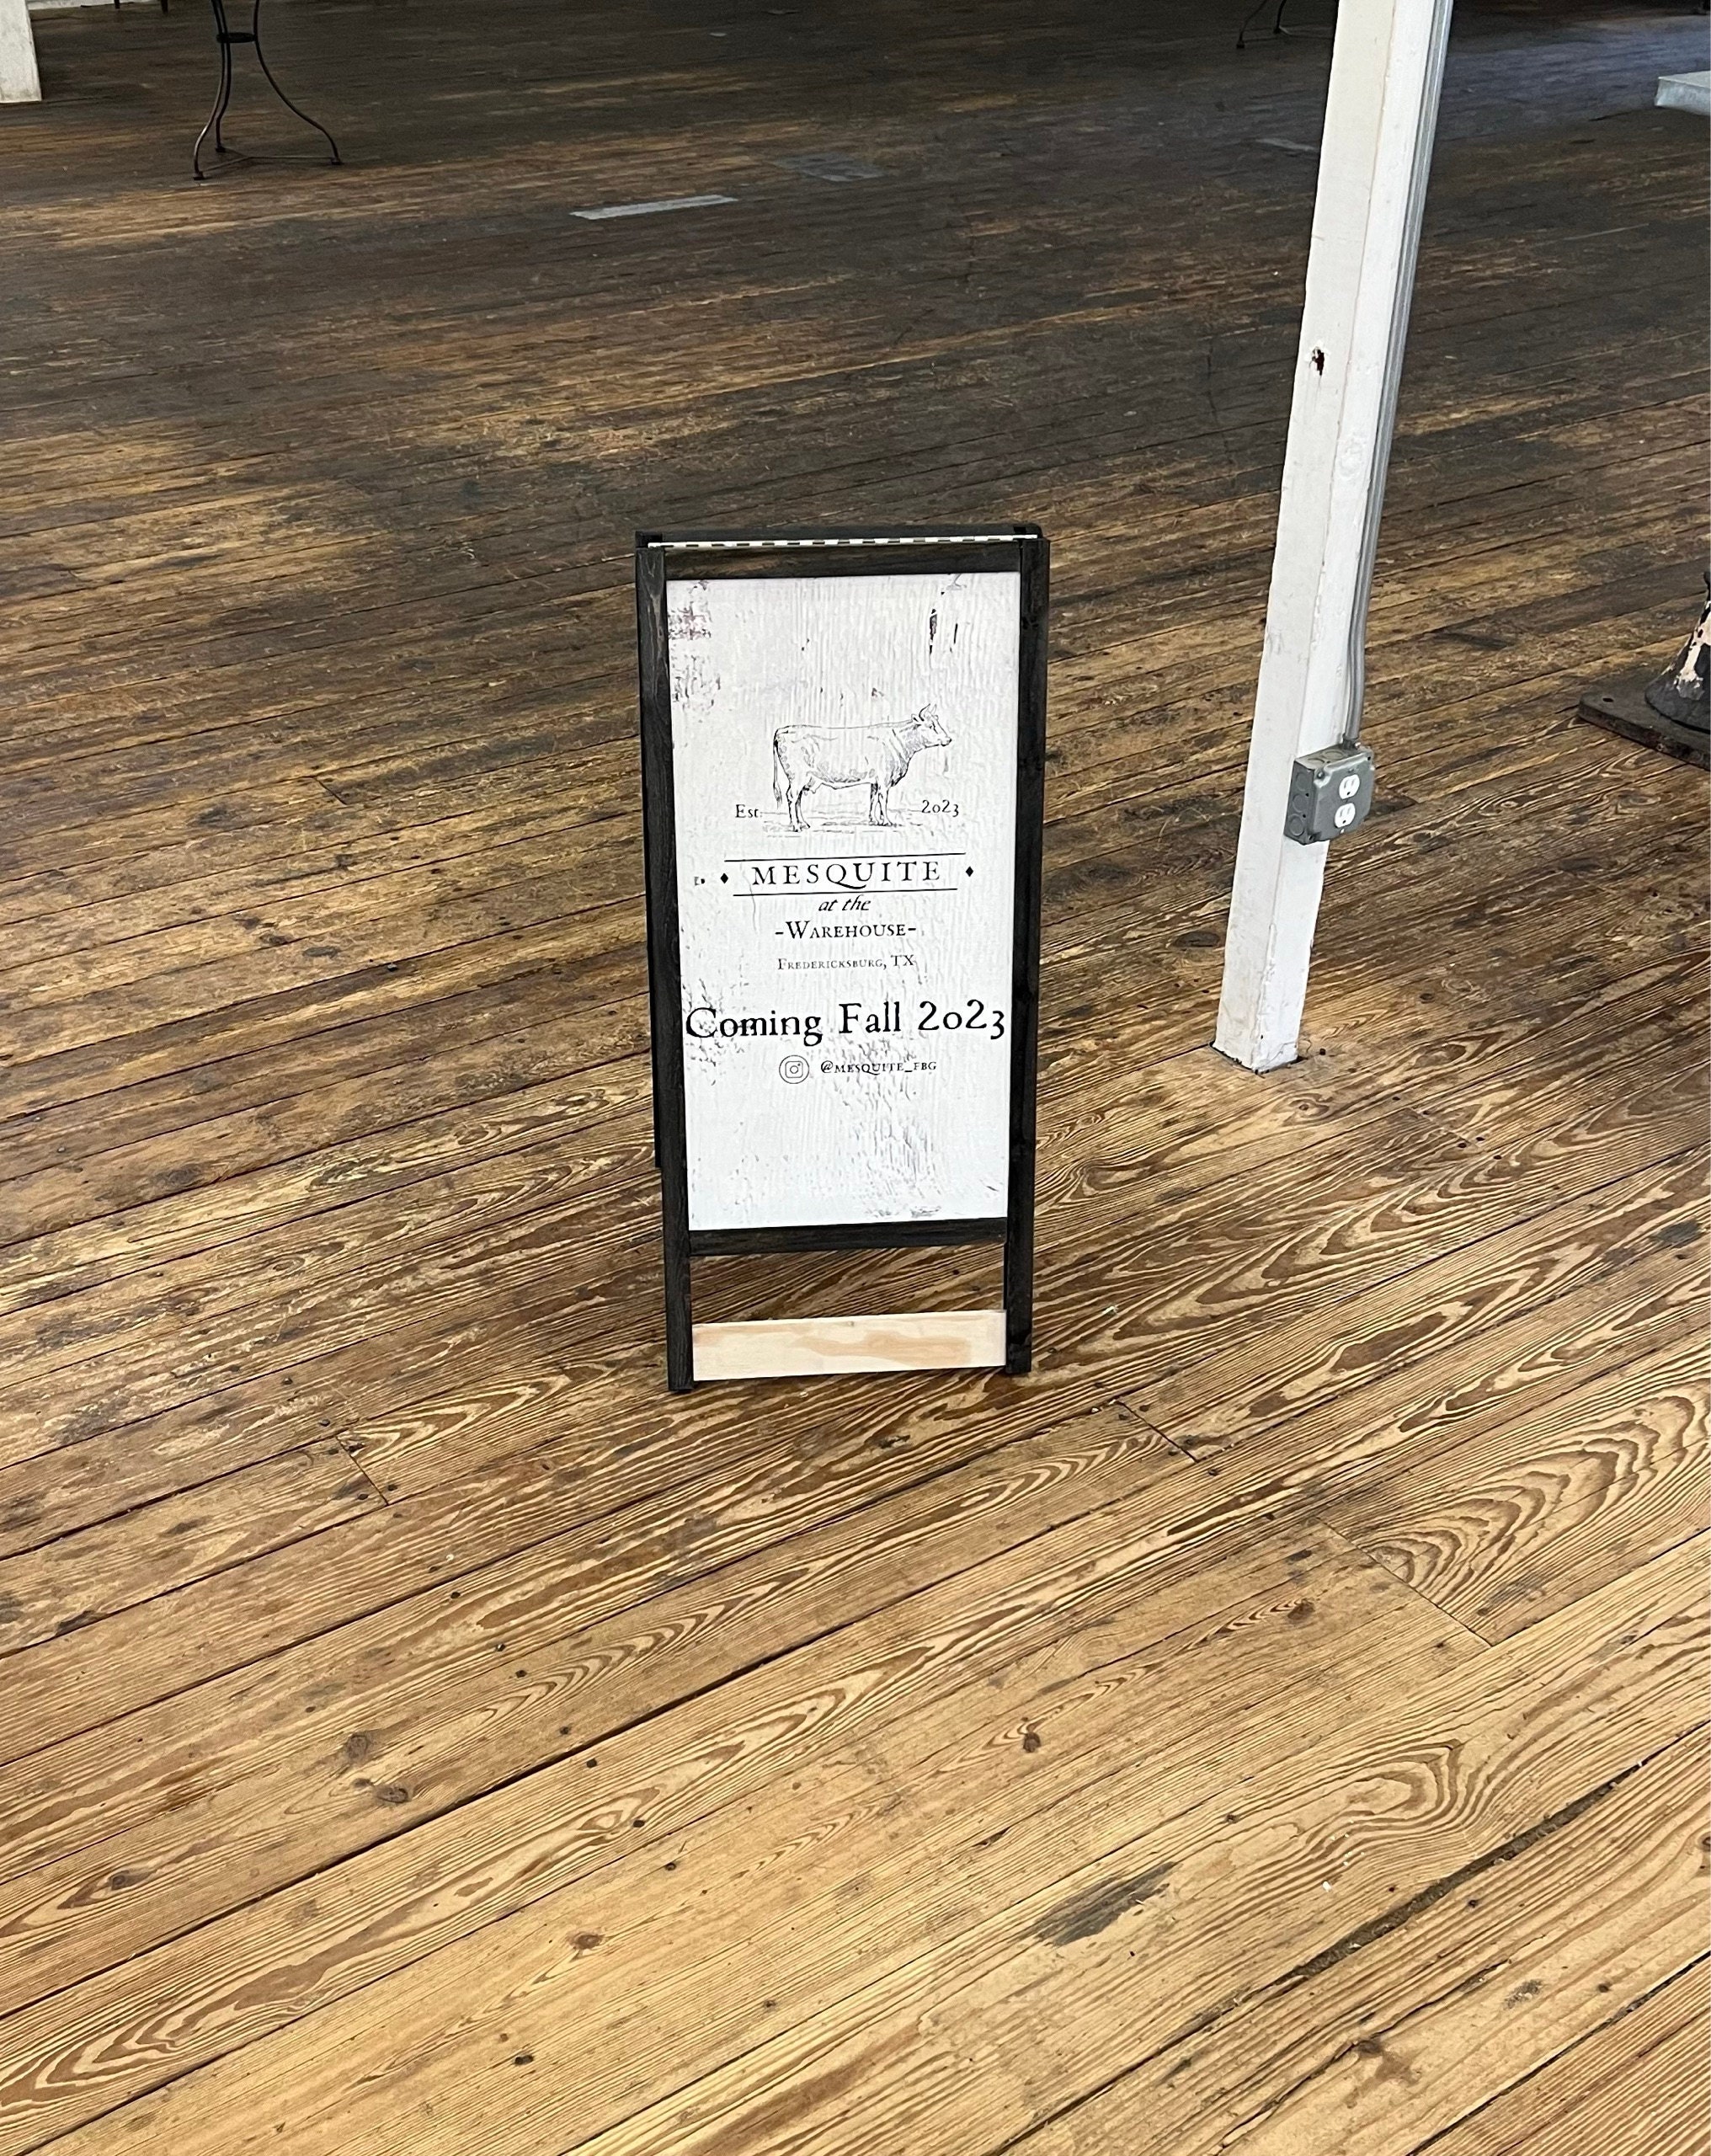 Est. 2023
MESQUITE
at the
-WAREHOUSE-
FREDERICKSBURG, TX
Coming Fall 2023
@MESQUITE_FBG